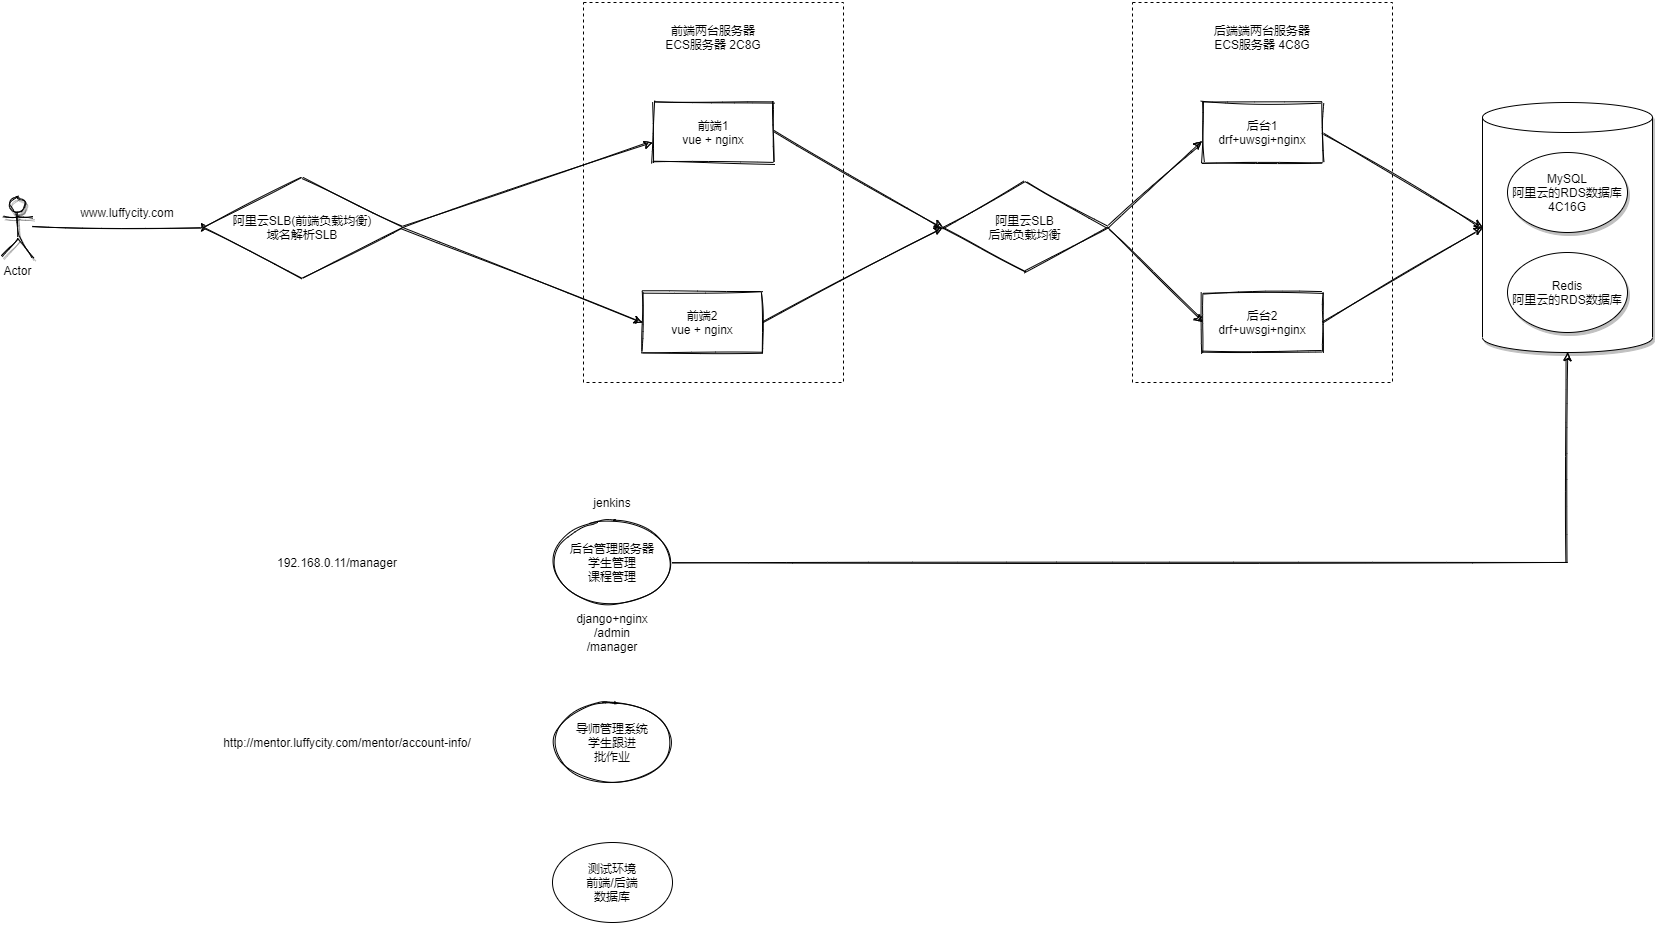 前端两台服务器
ECS服务器 2C8G
后端端两台服务器
ECS服务器 4C8G
前端1
vue + nginx
后台1
drf+uwsgi+nginx
MySQL
阿里云的RDS数据库
4C16G
www.luffycity.com
阿里云SLB(前端负载均衡)
域名解析SLB
阿里云SLB
后端负载均衡
Actor
Redis
阿里云的RDS数据库
前端2
vue + nginx
后台2
drf+uwsgi+nginx
jenkins
192.168.0.11/manager
后台管理服务器
学生管理
课程管理
django+nginx
/admin
/manager
http://mentor.luffycity.com/mentor/account-info/
导师管理系统
学生跟进
批作业
测试环境
前端/后端
数据库